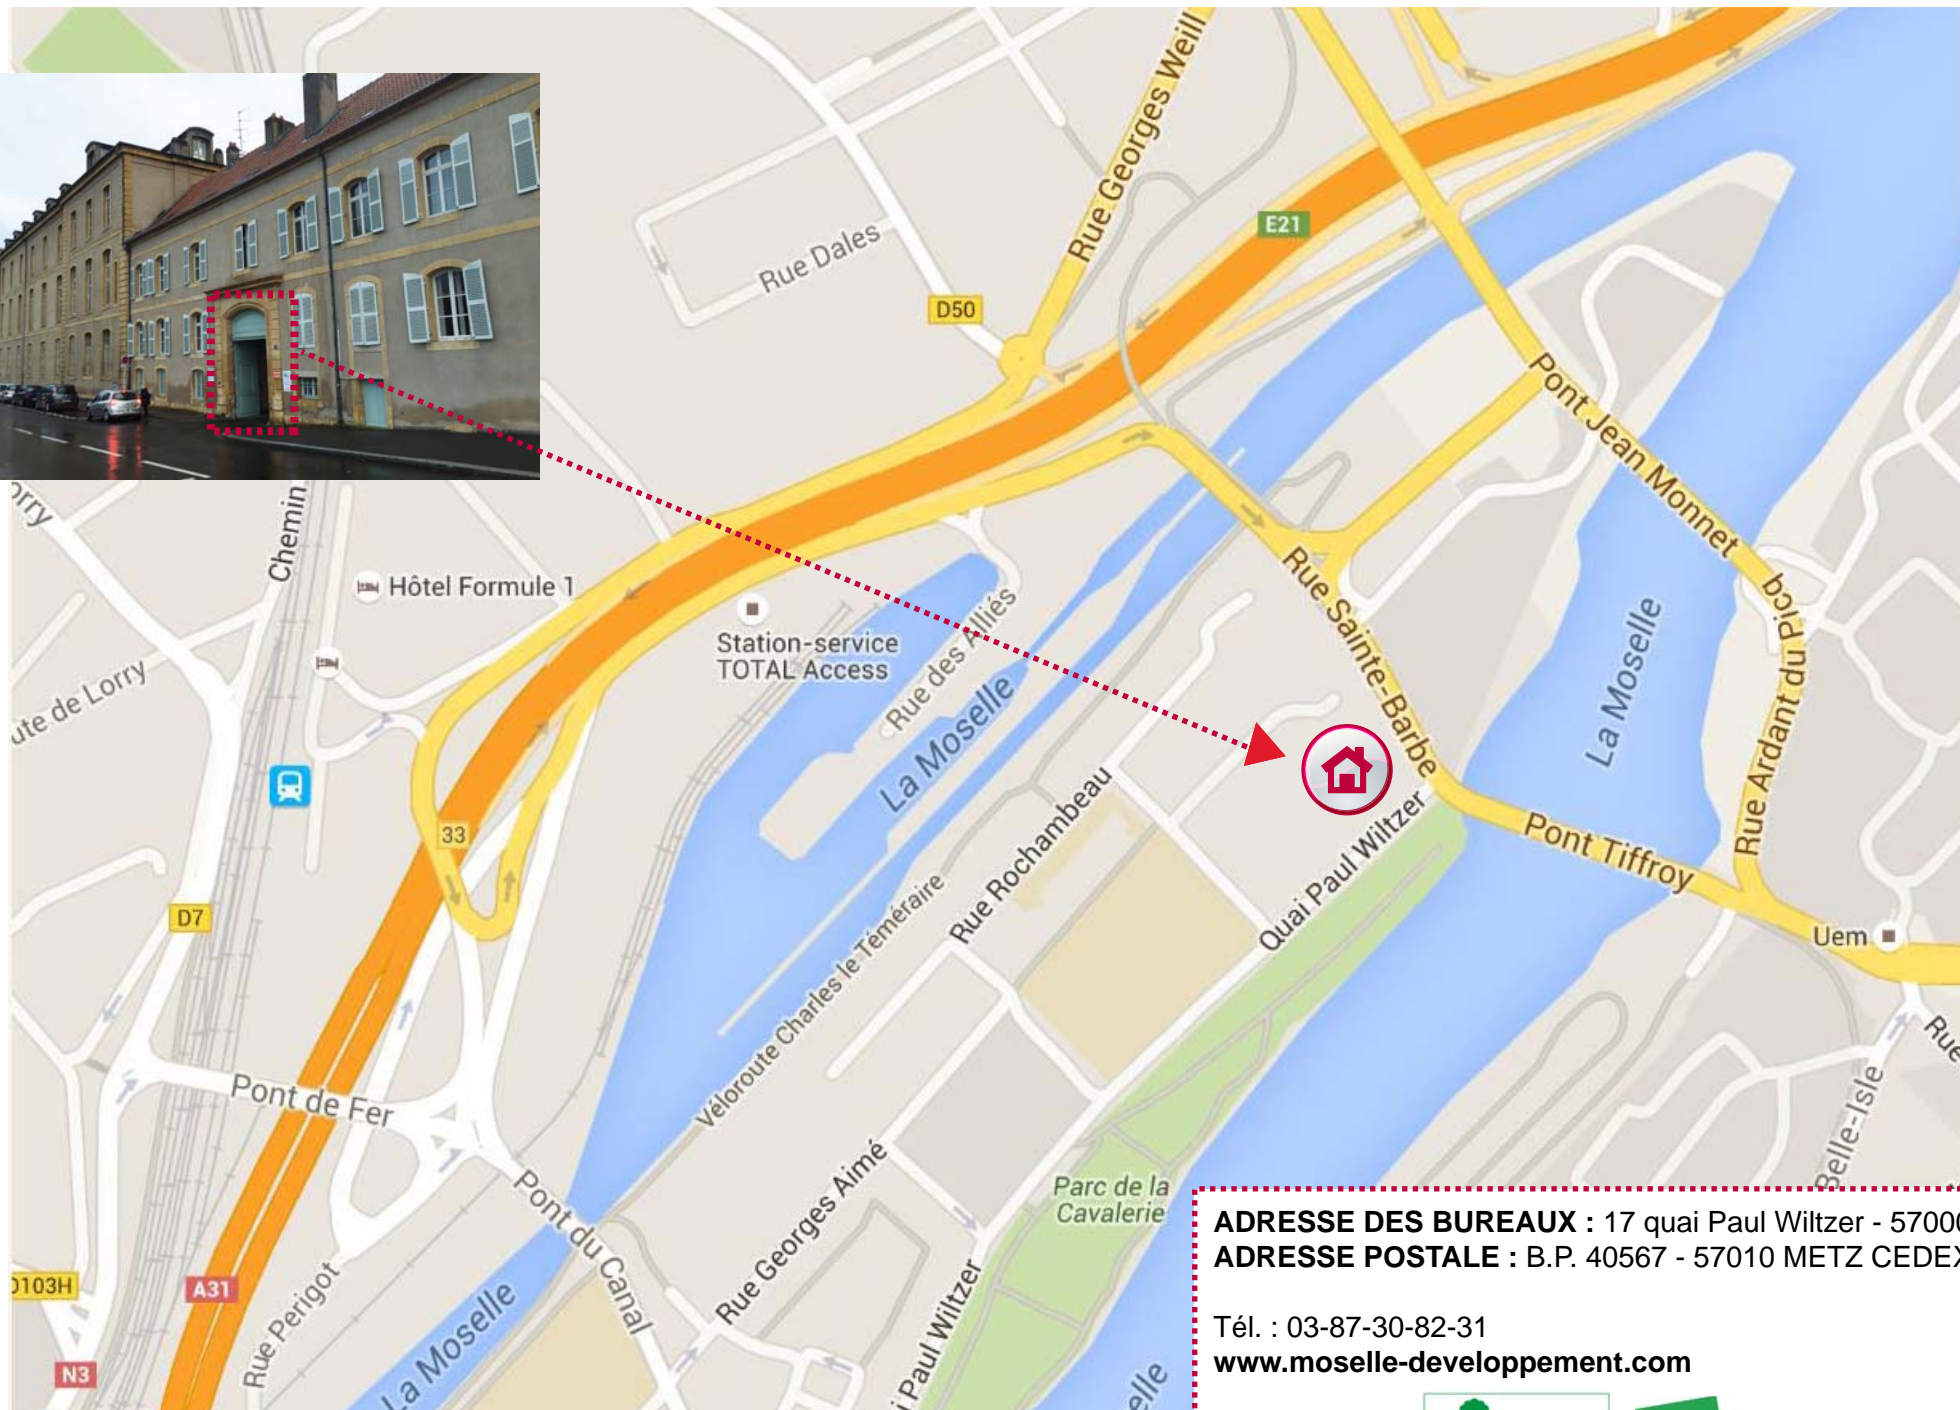 Rue Georges Weill
E21
Rue Dales
D50
Pont Jean Monnet
orry
Chemin
Hôtel Formule 1
Station-service
TOTAL Access
Rue des Alliés
La Moselle
Rue Sainte-Barbe
La Moselle
Rue Ardant du Picq
ute de Lorry
33
Rue Rochambeau
Quai Paul Wiltzer
Pont Tiffroy
Uem
D7
Véloroute Charles le Téméraire
Rue
Pont de Fer
Belle-Isle
Pont du Canal
Rue Georges Aimé
Parc de la
Cavalerie
103H
A31
Rue Perigot
N3
La Moselle
i Paul Wiltzer
elle
ADRESSE DES BUREAUX : 17 quai Paul Wiltzer - 5700
ADRESSE POSTALE : B.P. 40567 - 57010 METZ CEDEX
Tél. : 03-87-30-82-31
www.moselle-developpement.com